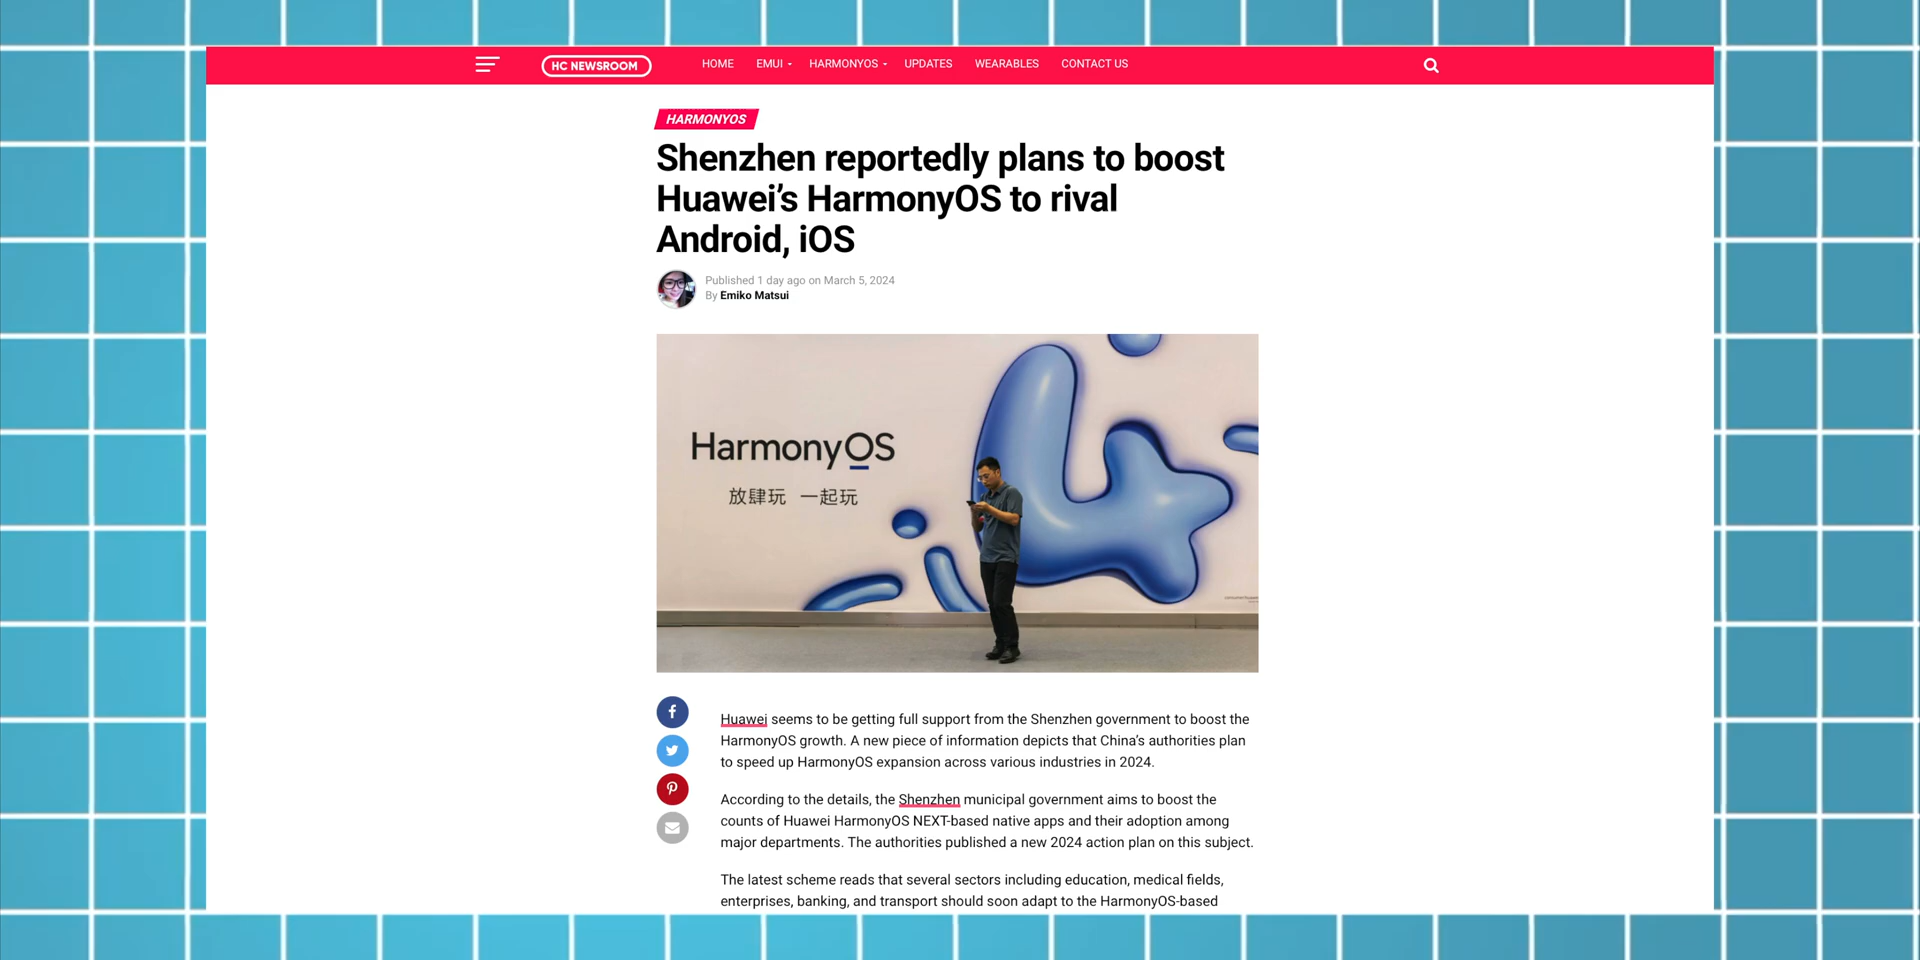 HC NEWSROOM
HOME EMUI HARMONYOS UPDATES WEARABLES CONTACT US
HARMONYOS
Shenzhen reportedly plans to boost
Huawei’s HarmonyOS to rival
Android, iOS
Published 1 day ago on March 5, 2024
By Emiko Matsui
HarmonyOS
放肆玩 一起玩
Huawei seems to be getting full support from the Shenzhen government to boost the
HarmonyOS growth. A new piece of information depicts that China’s authorities plan
to speed up HarmonyOS expansion across various industries in 2024.
According to the details, the Shenzhen municipal government aims to boost the
counts of Huawei HarmonyOS NEXT-based native apps and their adoption among
major departments. The authorities published a new 2024 action plan on this subject.
The latest scheme reads that several sectors including education, medical fields,
enterprises, banking, and transport should soon adapt to the HarmonyOS-based